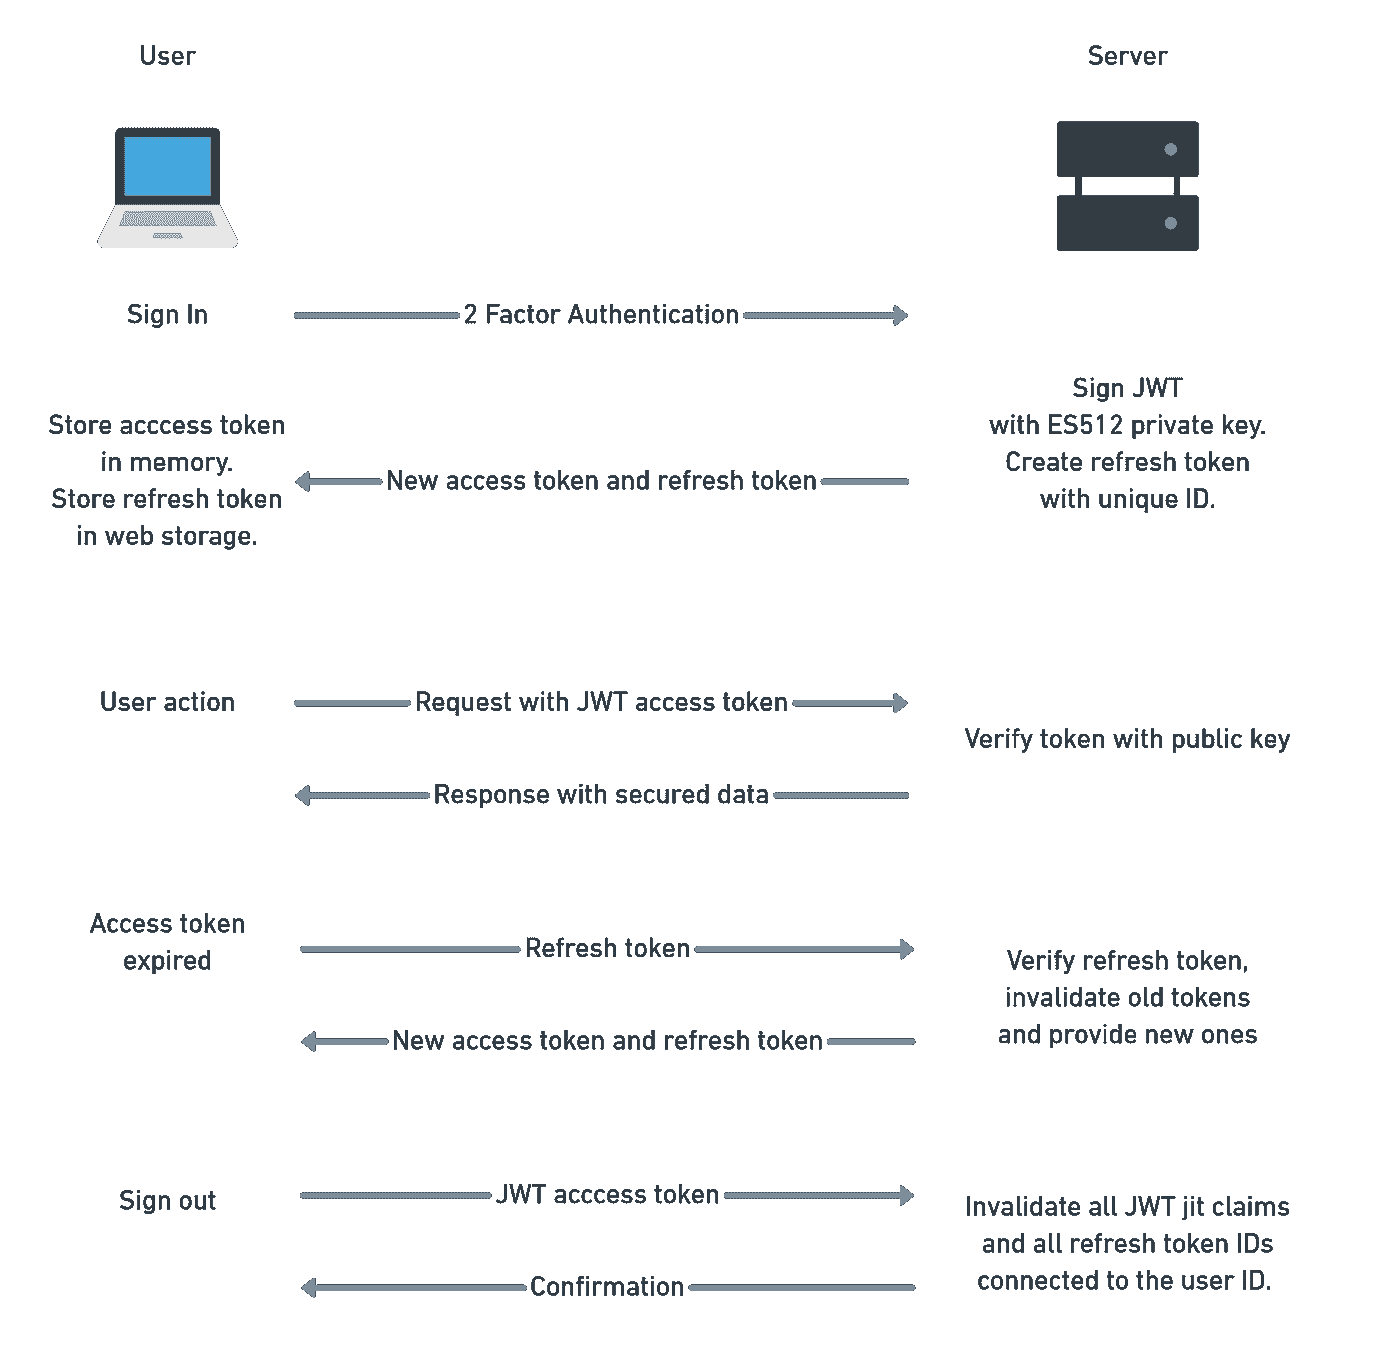 User
Server
Sign In
2 Factor Authentication
Sign JWT
with ES512 private key.
Create refresh token
with unique ID.
Store acccess token
in memory.
Store refresh token
in web storage.
New access token and refresh token
User action
Request with JWT access token
Verify token with public key
Response with secured data
Access token
expired
Refresh token
Verify refresh token,
invalidate old tokens
and provide new ones
New access token and refresh token
Sign out
JWT acccess token
Invalidate all JWT jit claims
and all refresh token IDs
connected to the user ID.
Confirmation